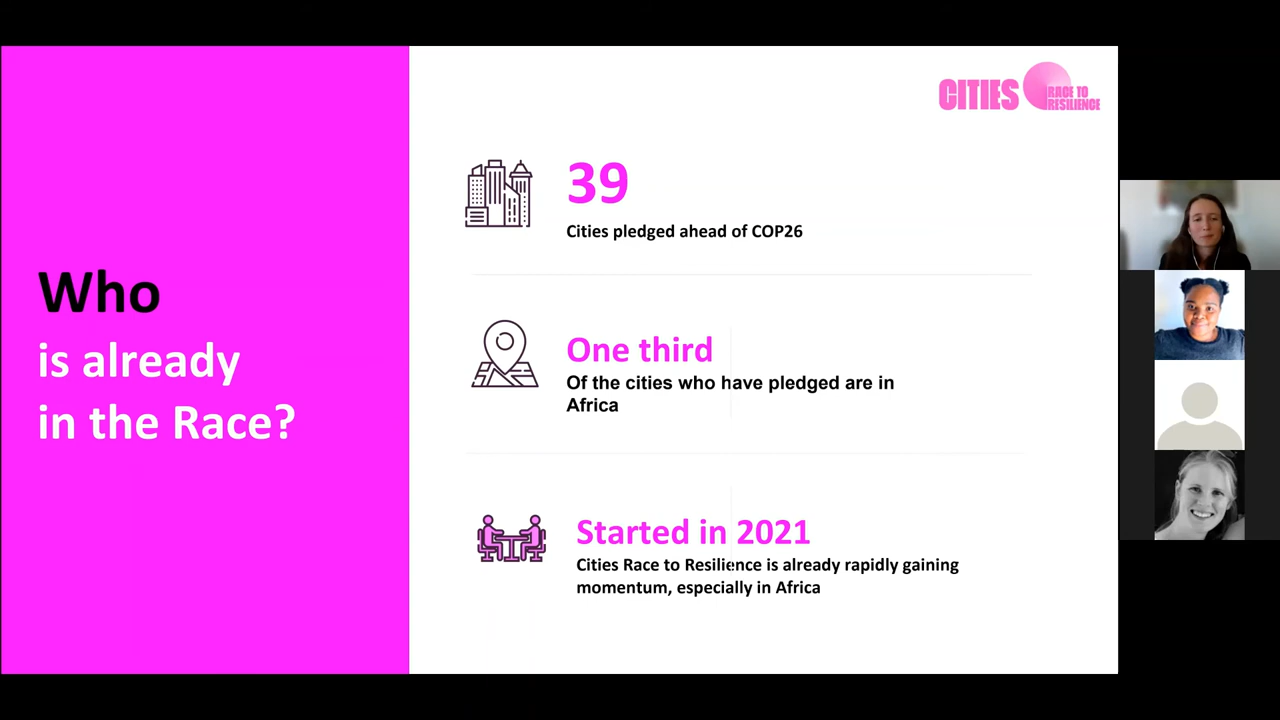 Who
is already
in the Race?
CITIES
RACE TO
RESILIENCE
39
Cities pledged ahead of COP26
One third
Of the cities who have pledged are in
Africa
Started in 2021
Cities Race to Resilience is already rapidly gaining
momentum, especially in Africa